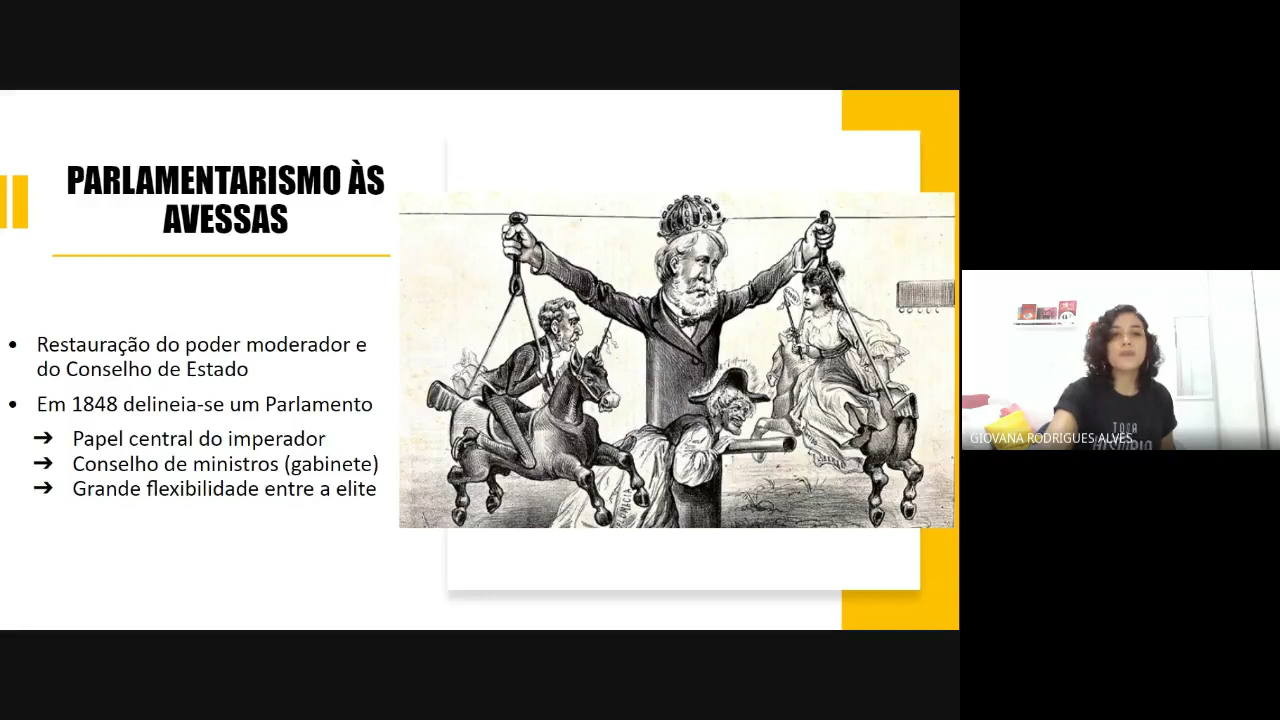 PARLAMENTARISMO ÀS
AVESSAS
• Restauração do poder moderador e
do Conselho de Estado
• Em 1848 delineia-se um Parlamento
➔ Papel central do imperador
➔ Conselho de ministros (gabinete)
➔ Grande flexibilidade entre a elite
GIOVANA RODRIGUES ALVES
TODA